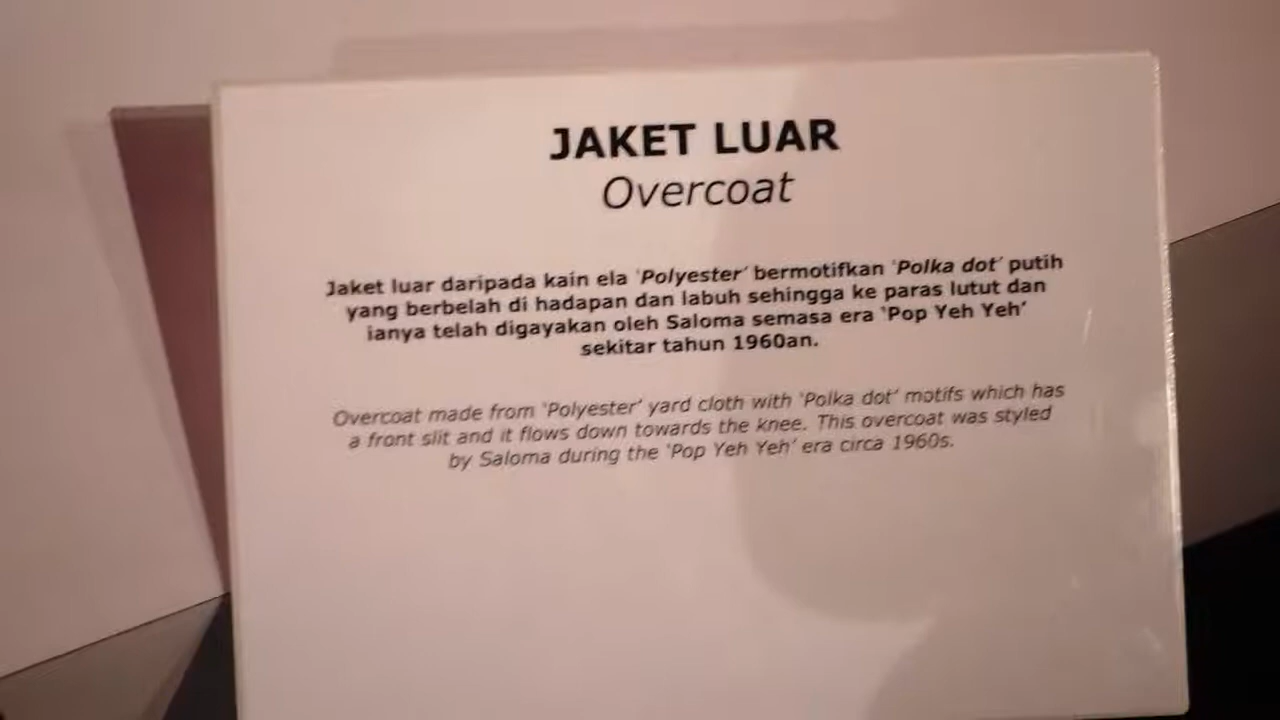 JAKET LUAR
Overcoat
Jaket luar daripada kain ela 'Polyester' bermotifkan 'Polka dot' putih
yang berbelah di hadapan dan labuh sehingga ke paras lutut dan
ianya telah digayakan oleh Saloma semasa era 'Pop Yeh Yeh'
sekitar tahun 1960an.
Overcoat made from 'Polyester' yard cloth with 'Polka dot' motifs which has
a front slit and it flows down towards the knee. This overcoat was styled
by Saloma during the 'Pop Yeh Yeh' era circa 1960s.